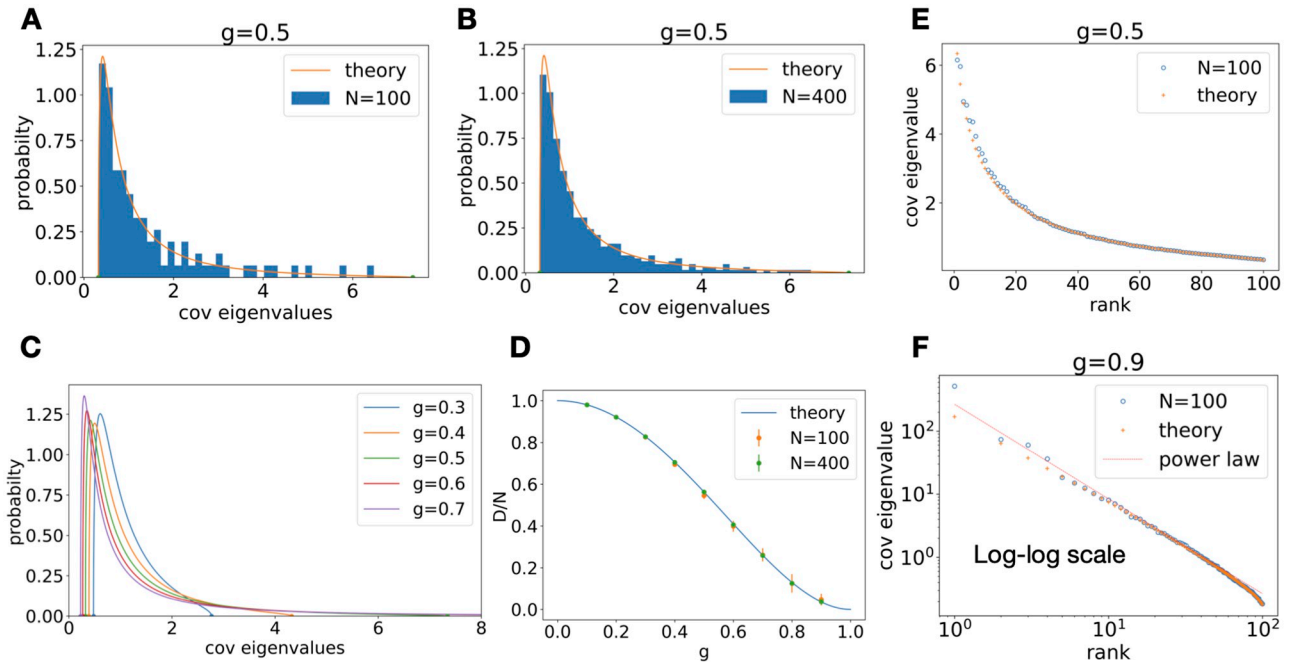 A
g=0.5
probabilty
1.25
1.00
0.75
0.50
0.25
0.00
theory
N=100
0 2 4 6
cov eigenvalues
B
g=0.5
probabilty
1.25
1.00
0.75
0.50
0.25
0.00
theory
N=400
0 2 4 6
cov eigenvalues
E
g=0.5
cov eigenvalue
6
4
2
N=100
theory
0 20 40 60 80 100
rank
C
probabilty
1.25
1.00
0.75
0.50
0.25
0.00
g=0.3
g=0.4
g=0.5
g=0.6
g=0.7
0 2 4 6 8
cov eigenvalues
D
D/N
1.0
0.8
0.6
0.4
0.2
0.0
theory
N=100
N=400
0.0 0.2 0.4 0.6 0.8 1.0
g
F
g=0.9
cov eigenvalue
10²
10¹
10⁰
N=100
theory
power law
Log-log scale
10⁰ 10¹ 10²
rank